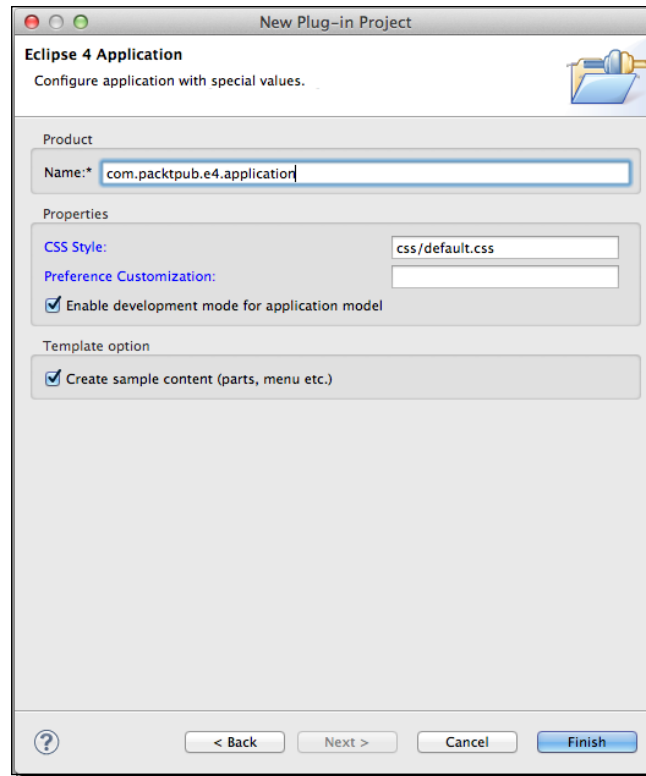 New Plug-in Project
Eclipse 4 Application
Configure application with special values.
Product
Name:* com.packtpub.e4.application
Properties
CSS Style: css/default.css
Preference Customization:
Enable development mode for application model
Template option
Create sample content (parts, menu etc.)
? < Back Next > Cancel Finish